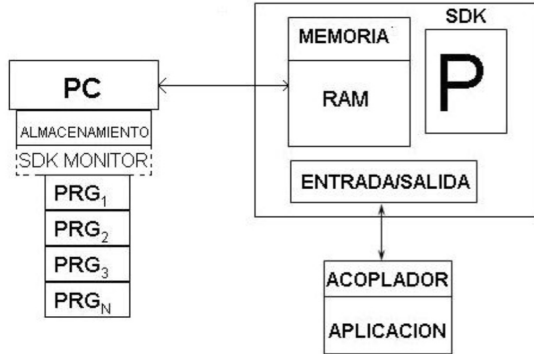 PC
ALMACENAMIENTO
SDK MONITOR
PRG1
PRG2
PRG3
PRGN
SDK
MEMORIA
RAM
P
ENTRADA/SALIDA
ACOPLADOR
APLICACION